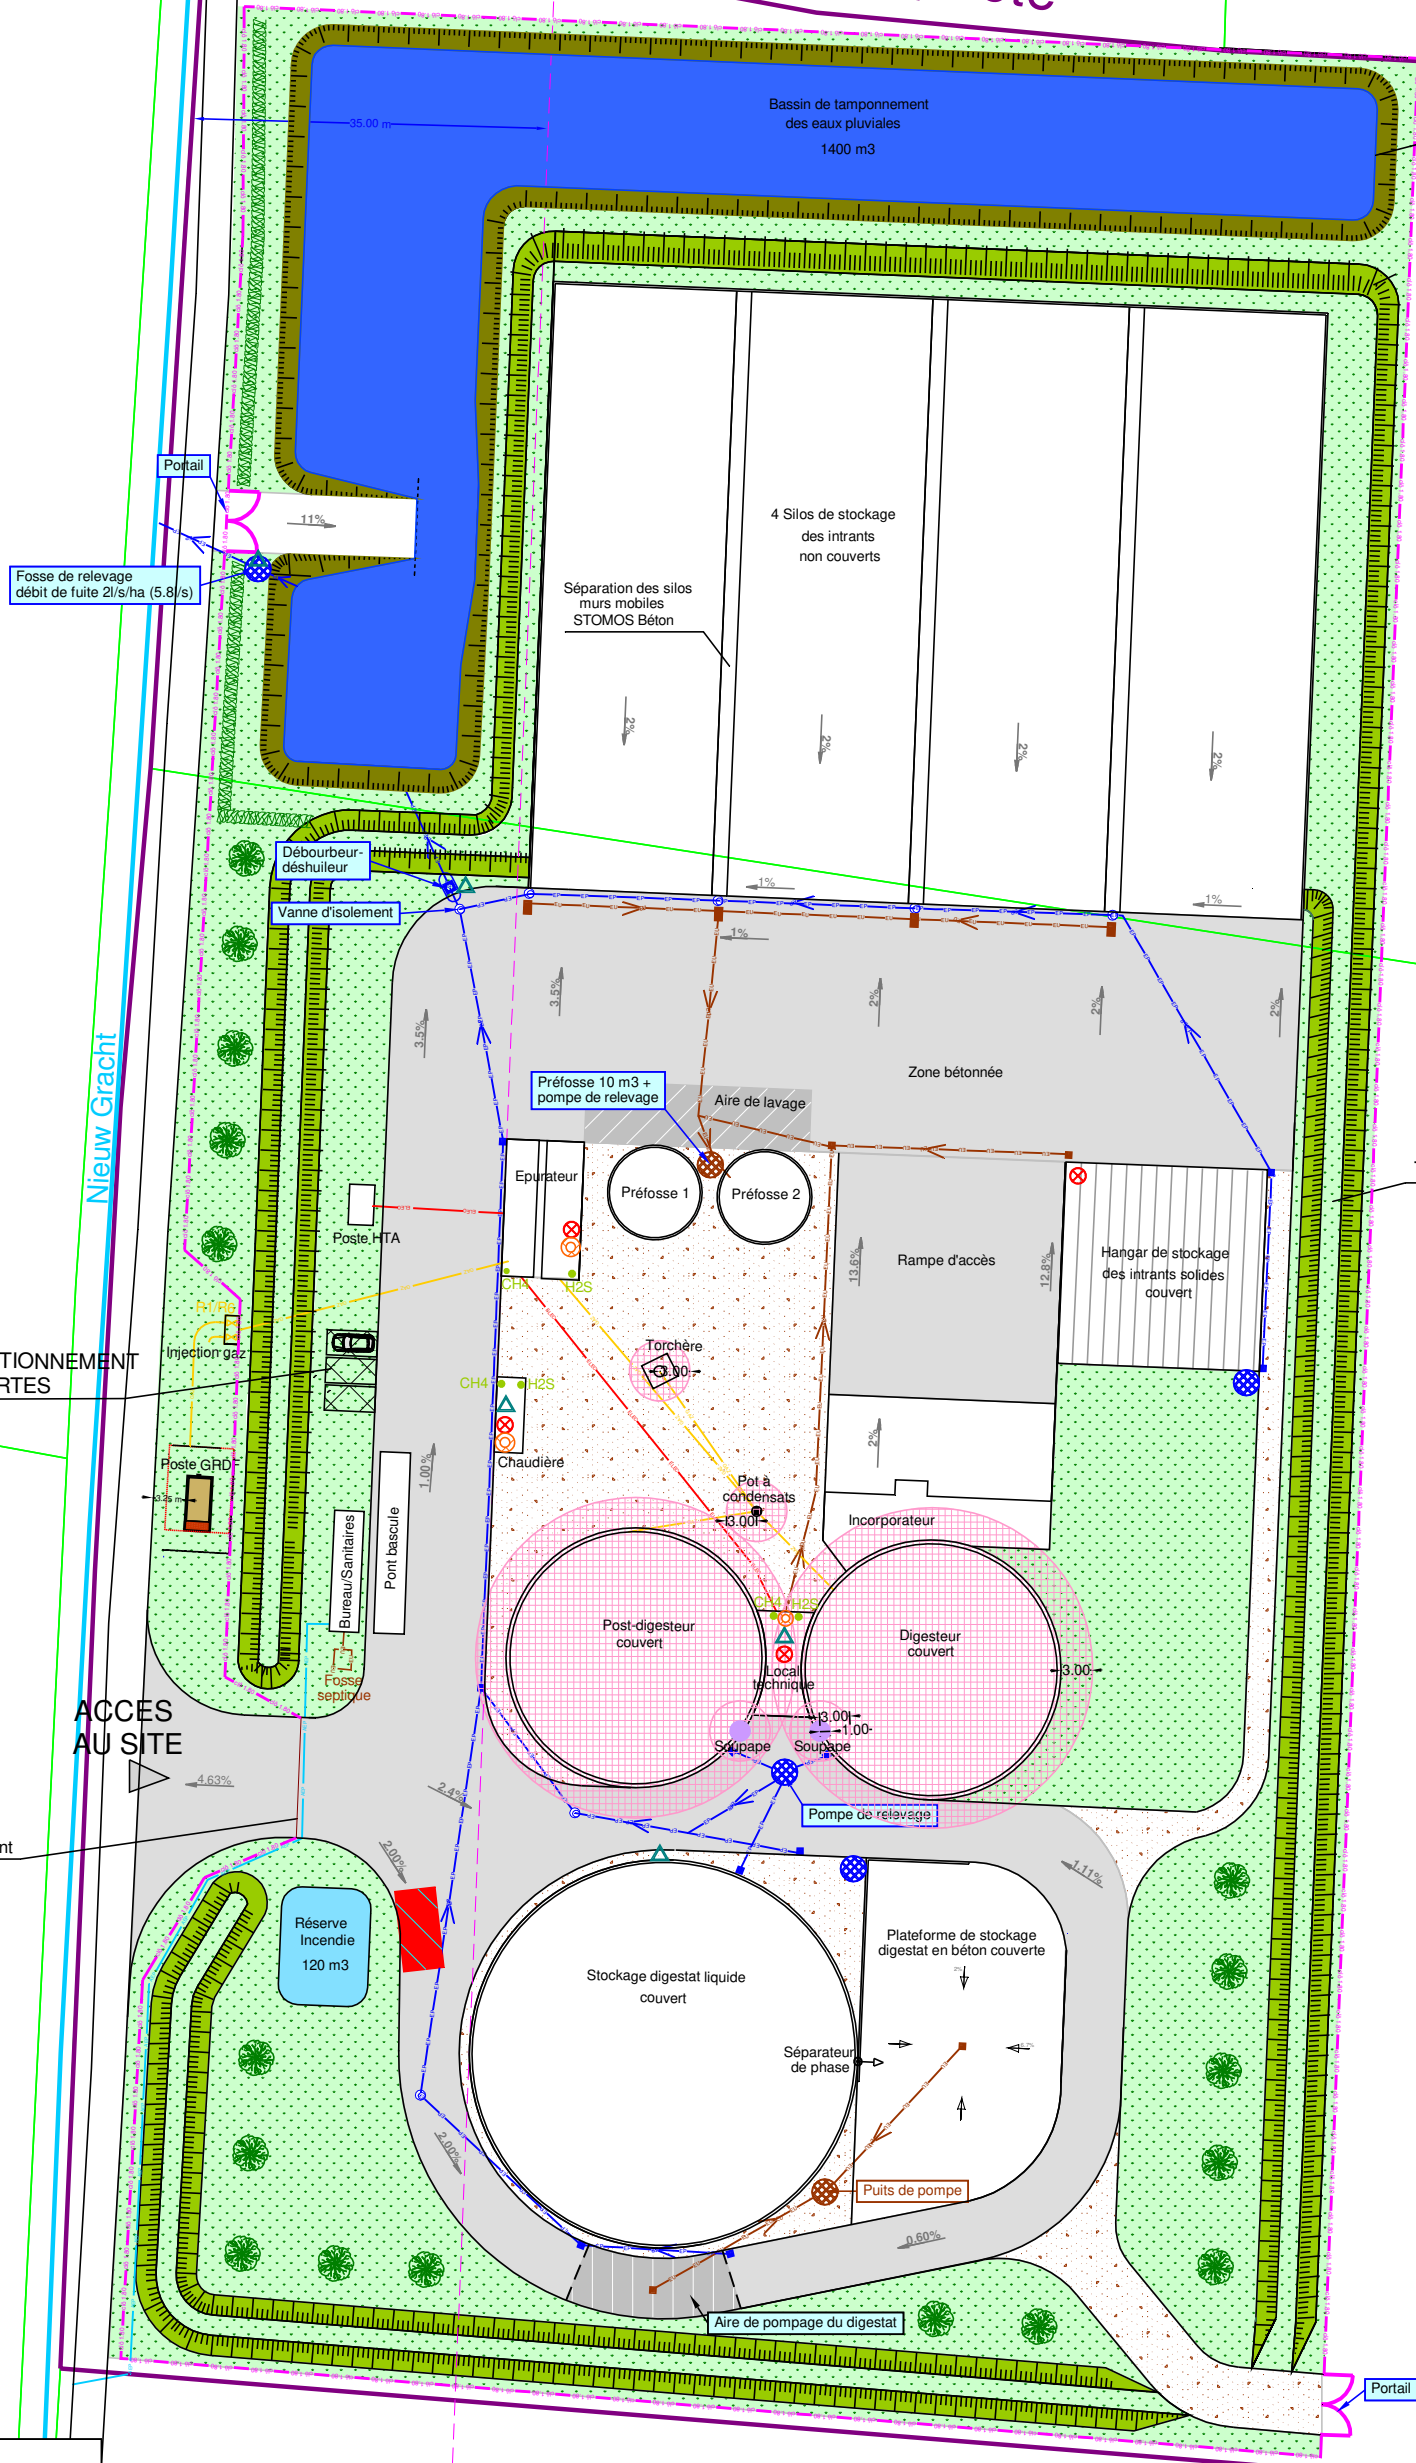 ôté
35.00 m
Bassin de tamponnement
des eaux pluviales
1400 m3
Portail
11%
Fosse de relevage
débit de fuite 2l/s/ha (5.8l/s)
4 Silos de stockage
des intrants
non couverts
Séparation des silos
murs mobiles
STOMOS Béton
2%
2%
2%
2%
Débourbeur-
déshuileur
Vanne d'isolement
1%
1%
1%
3.5%
3.5%
2%
2%
2%
Zone bétonnée
Nieuw Gracht
Préfosse 10 m3 +
pompe de relevage
Aire de lavage
Epurateur
Préfosse 1
Préfosse 2
Poste HTA
Rampe d'accès
13.6%
12.8%
Hangar de stockage
des intrants solides
couvert
CH4
H2S
Injection gaz
TIONNEMENT
RTES
Torchère
3.00
CH4
H2S
Chaudière
Poste GRDF
3.25 m
1.00%
2%
Pot à
condensats
3.00
Incorporateur
Bureau/Sanitaires
Pont bascule
CH4
H2S
Post-digesteur
couvert
Digesteur
couvert
3.00
Local
technique
Fosse
septique
3.00
1.00
Soupape
Soupape
ACCES
AU SITE
4.63%
2.4%
Pompe de relevage
nt
2.00%
1.11%
Réserve
Incendie
120 m3
Plateforme de stockage
digestat en béton couverte
2%
Stockage digestat liquide
couvert
Séparateur
de phase
2.00%
Puits de pompe
0.60%
Aire de pompage du digestat
Portail